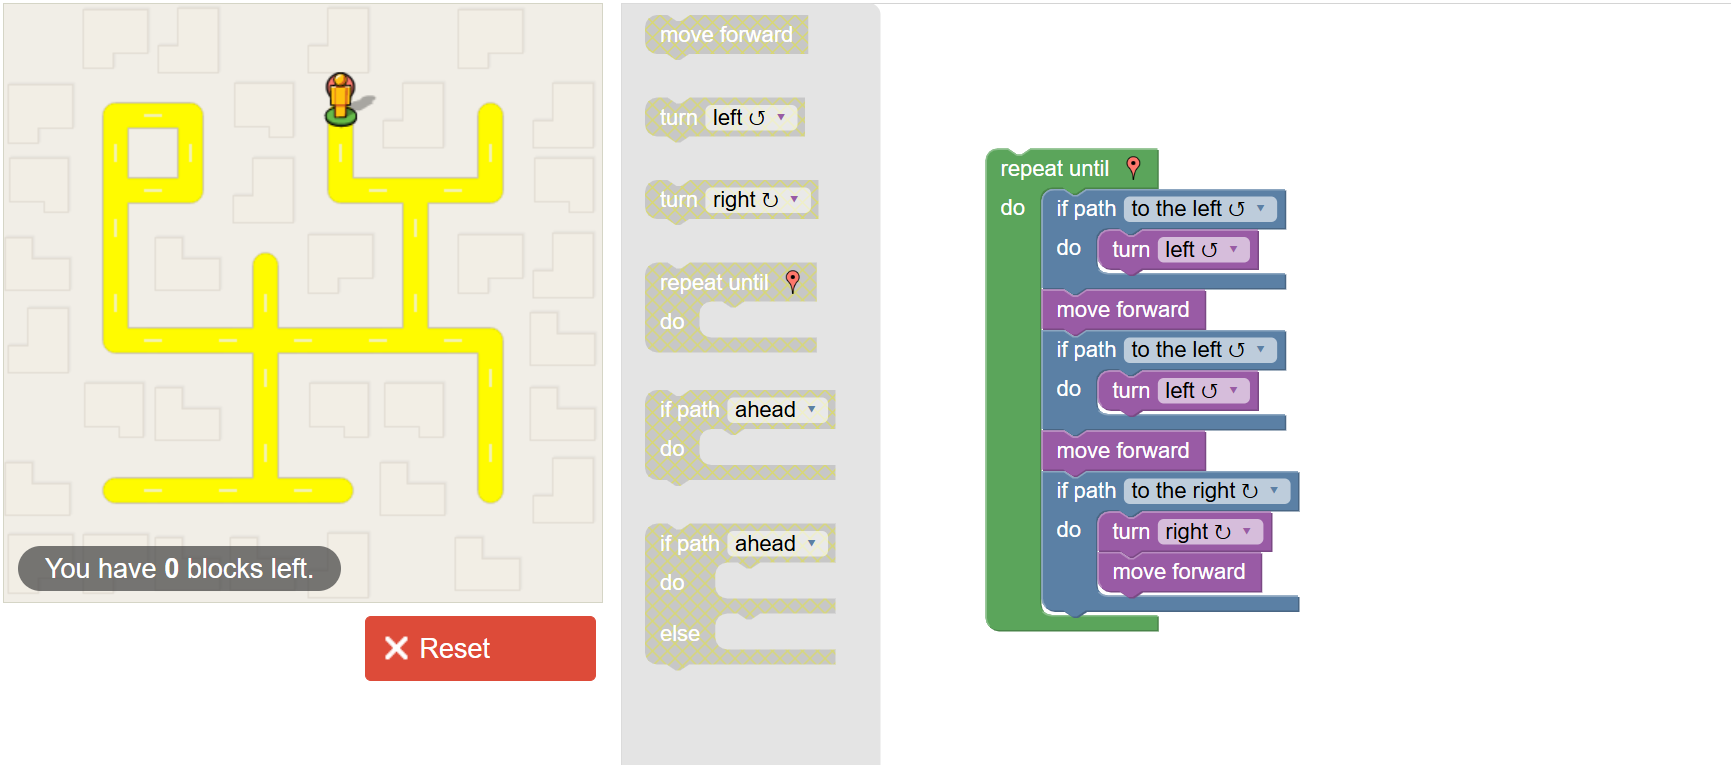 You have 0 blocks left.
Reset
move forward
turn left ↺ ▼
turn right ↻ ▼
repeat until
do
if path ahead ▼
do
if path ahead ▼
do
else
repeat until
do
if path to the left ↺ ▼
do
turn left ↺ ▼
move forward
if path to the left ↺ ▼
do
turn left ↺ ▼
move forward
if path to the right ↻ ▼
do
turn right ↻ ▼
move forward